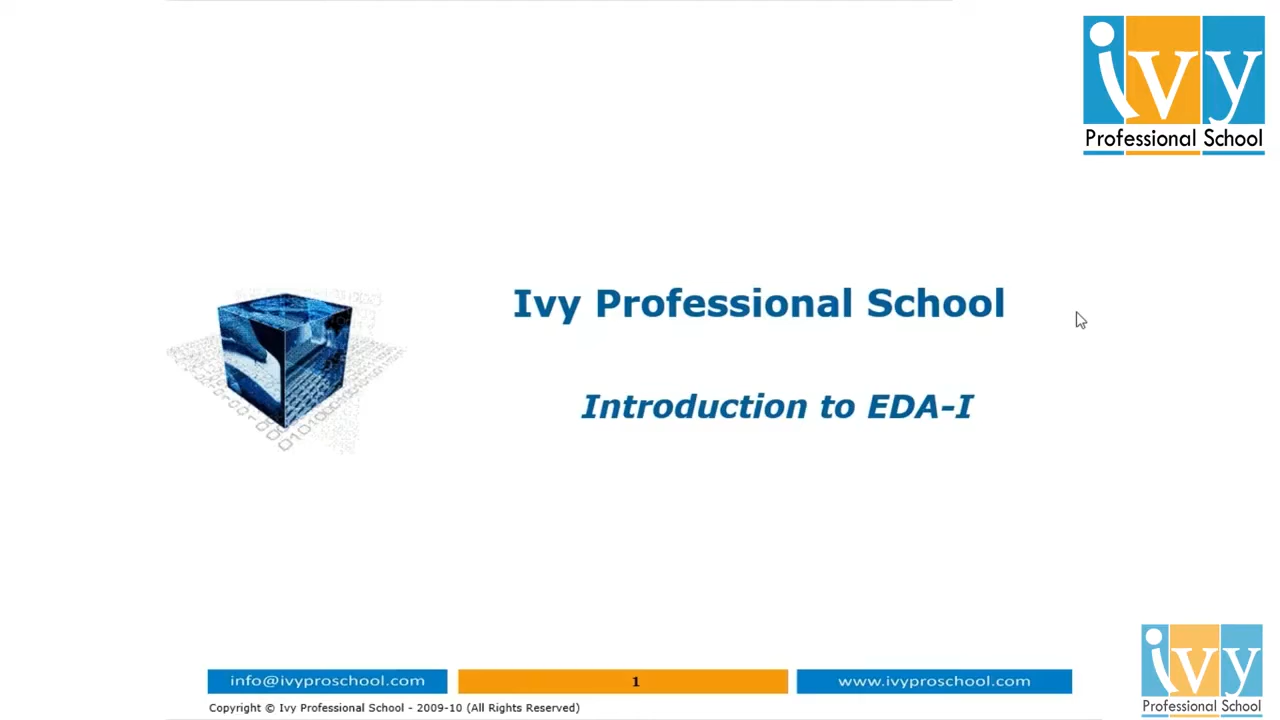 ivy
Professional School
Ivy Professional School
Introduction to EDA-I
info@ivyproschool.com
1
www.ivyproschool.com
Copyright © Ivy Professional School - 2009-10 (All Rights Reserved)
ivy
Professional School